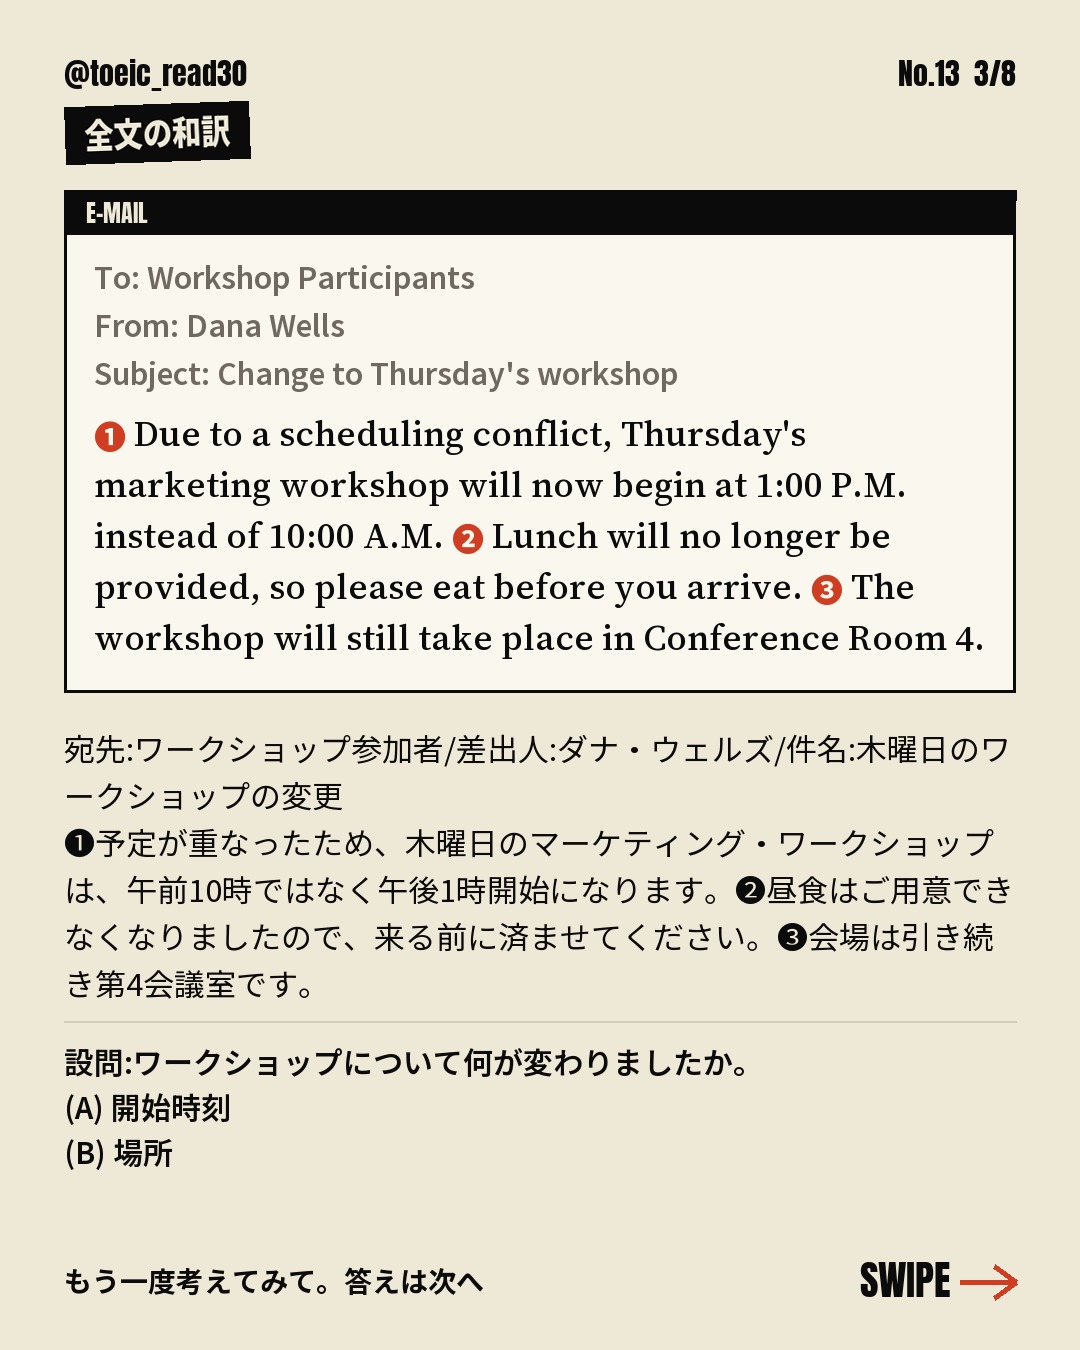 @toeic_read30
No.13 3/8
全文の和訳
E-MAIL
To: Workshop Participants
From: Dana Wells
Subject: Change to Thursday's workshop
❶ Due to a scheduling conflict, Thursday's
marketing workshop will now begin at 1:00 P.M.
instead of 10:00 A.M. ❷ Lunch will no longer be
provided, so please eat before you arrive. ❸ The
workshop will still take place in Conference Room 4.
宛先:ワークショップ参加者/差出人:ダナ・ウェルズ/件名:木曜日のワ
ークショップの変更
❶予定が重なったため、木曜日のマーケティング・ワークショップ
は、午前10時ではなく午後1時開始になります。❷昼食はご用意でき
なくなりましたので、来る前に済ませてください。❸会場は引き続
き第4会議室です。
設問:ワークショップについて何が変わりましたか。
(A) 開始時刻
(B) 場所
もう一度考えてみて。答えは次へ
SWIPE →